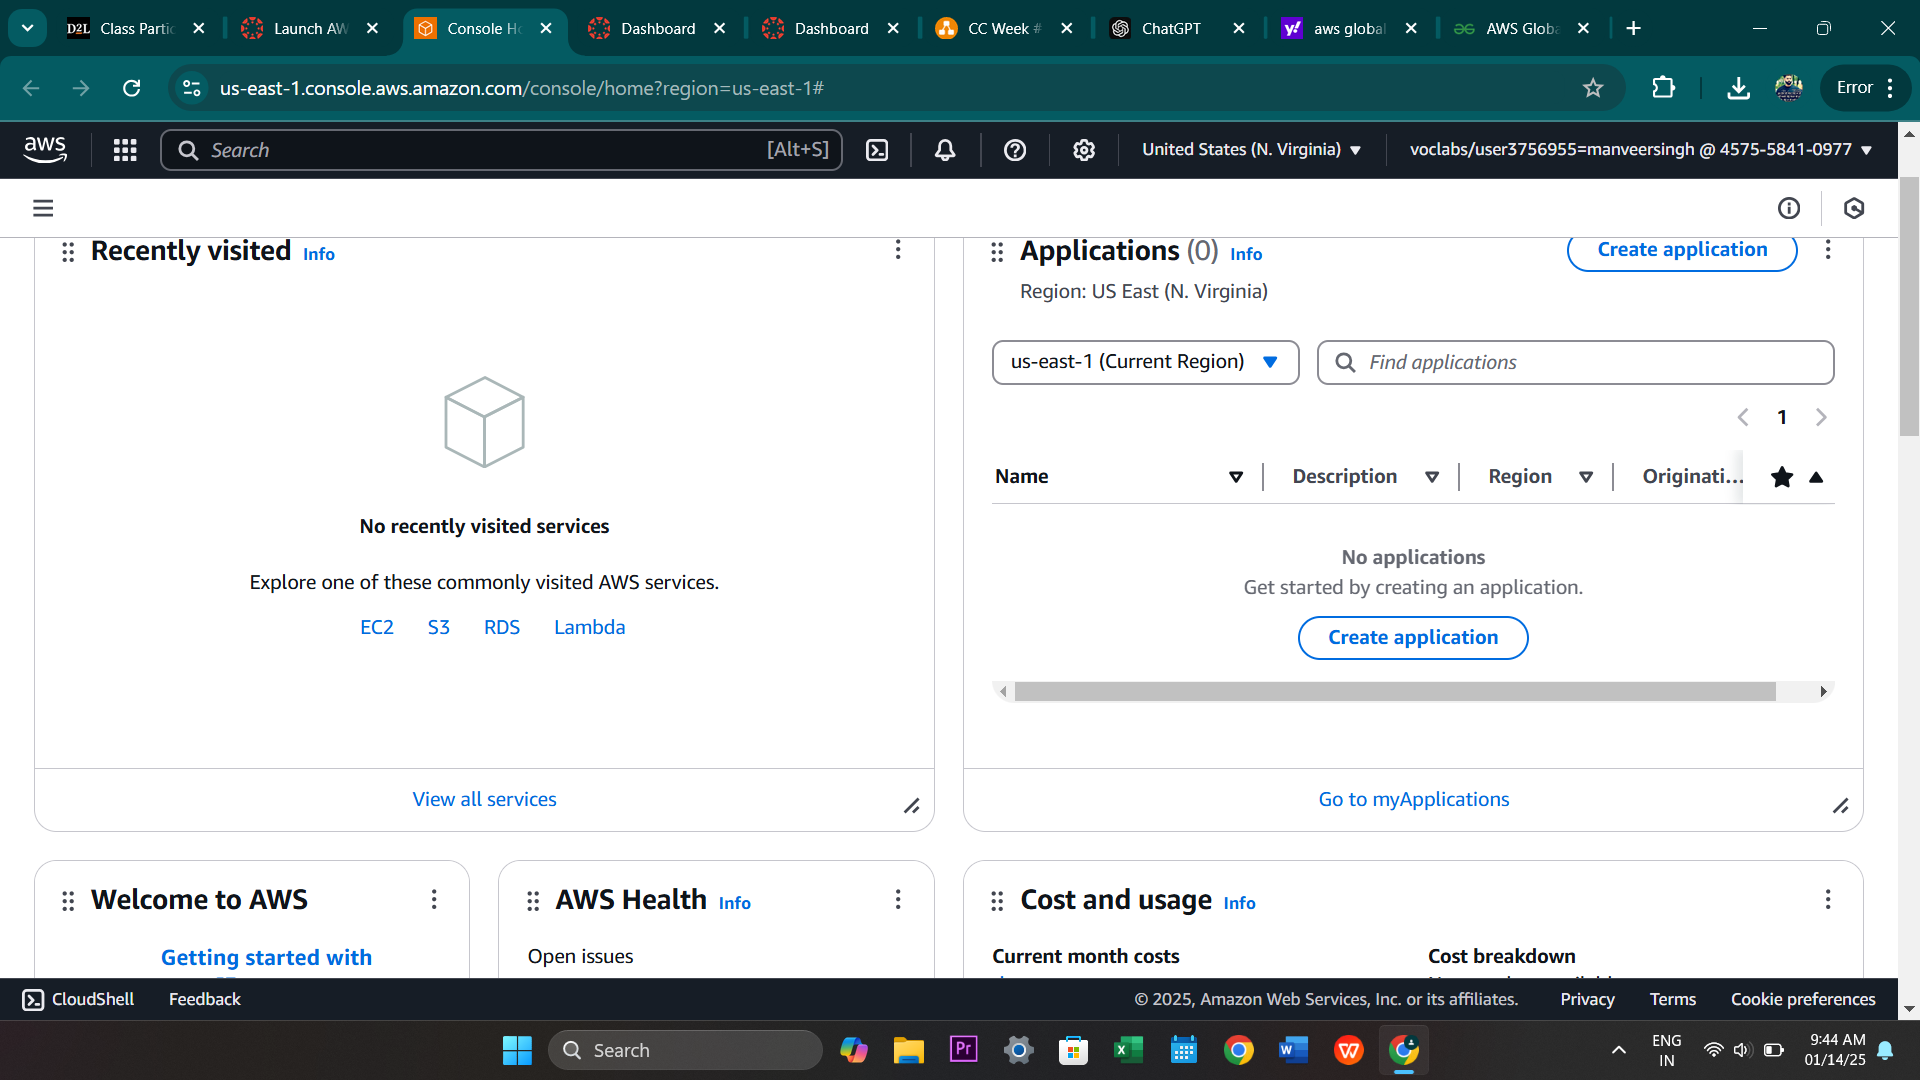 D2L Class Partic
Launch AW
Console Ho
Dashboard
Dashboard
CC Week #
ChatGPT
y! aws global
AWS Globa
us-east-1.console.aws.amazon.com/console/home?region=us-east-1#
Error
aws
Search
[Alt+S]
United States (N. Virginia)
voclabs/user3756955=manveersingh @ 4575-5841-0977
Recently visited Info
No recently visited services
Explore one of these commonly visited AWS services.
EC2 S3 RDS Lambda
View all services
Applications (0) Info
Create application
Region: US East (N. Virginia)
us-east-1 (Current Region)
Find applications
1
Name Description Region Originati...
No applications
Get started by creating an application.
Create application
Go to myApplications
Welcome to AWS
Getting started with
AWS Health Info
Open issues
Cost and usage Info
Current month costs
Cost breakdown
CloudShell Feedback
© 2025, Amazon Web Services, Inc. or its affiliates. Privacy Terms Cookie preferences
Search
Pr
W
ENG
IN
9:44 AM
01/14/25